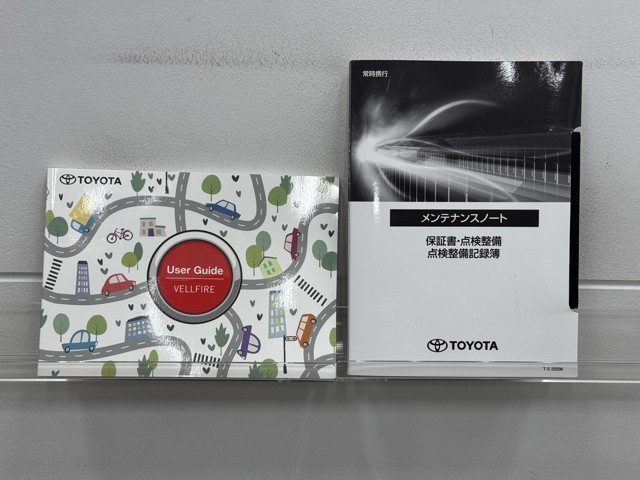 TOYOTA
User Guide
VELLFIRE
常時携行
メンテナンスノート
保証書・点検整備
点検整備記録簿
TOYOTA